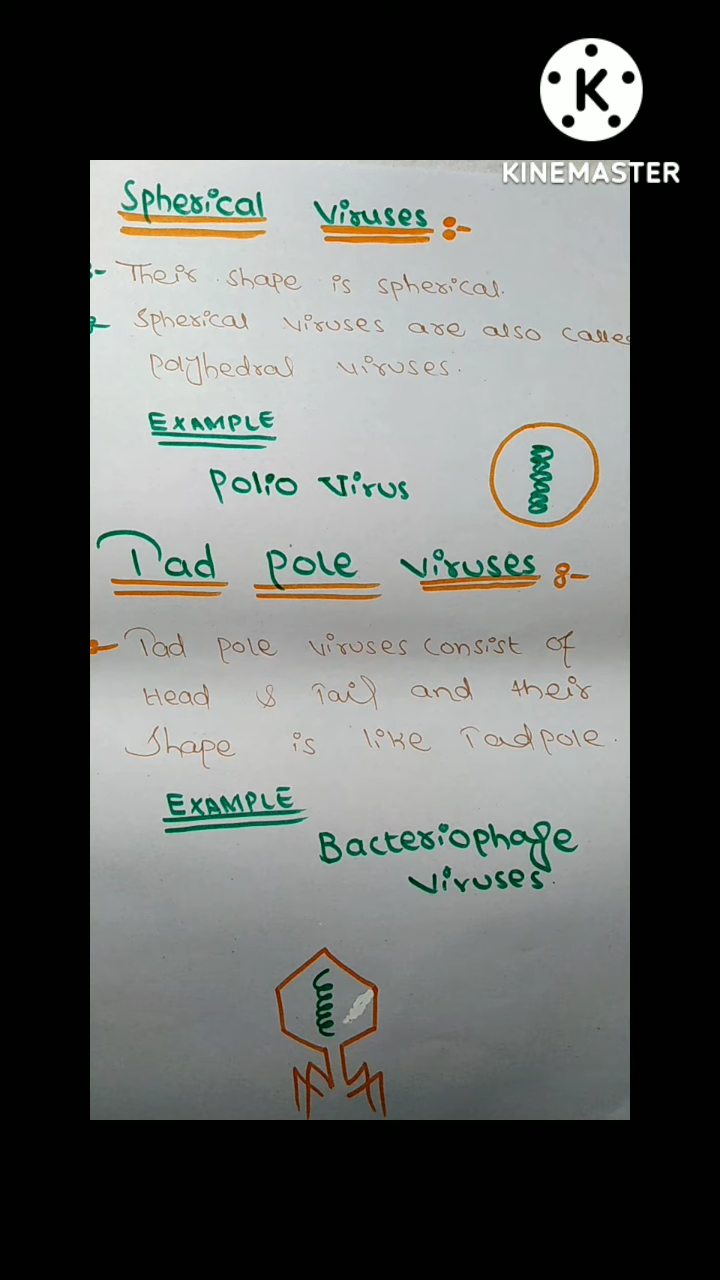 K
KINEMASTER
Spherical Viruses :-
:- Their shape is spherical.
Spherical viruses are also called
polyhedral viruses.
EXAMPLE
Polio Virus
Tad pole viruses :-
Tad pole viruses consist of
Head & Tail and their
Shape is like Tadpole.
EXAMPLE
Bacteriophage
Viruses.